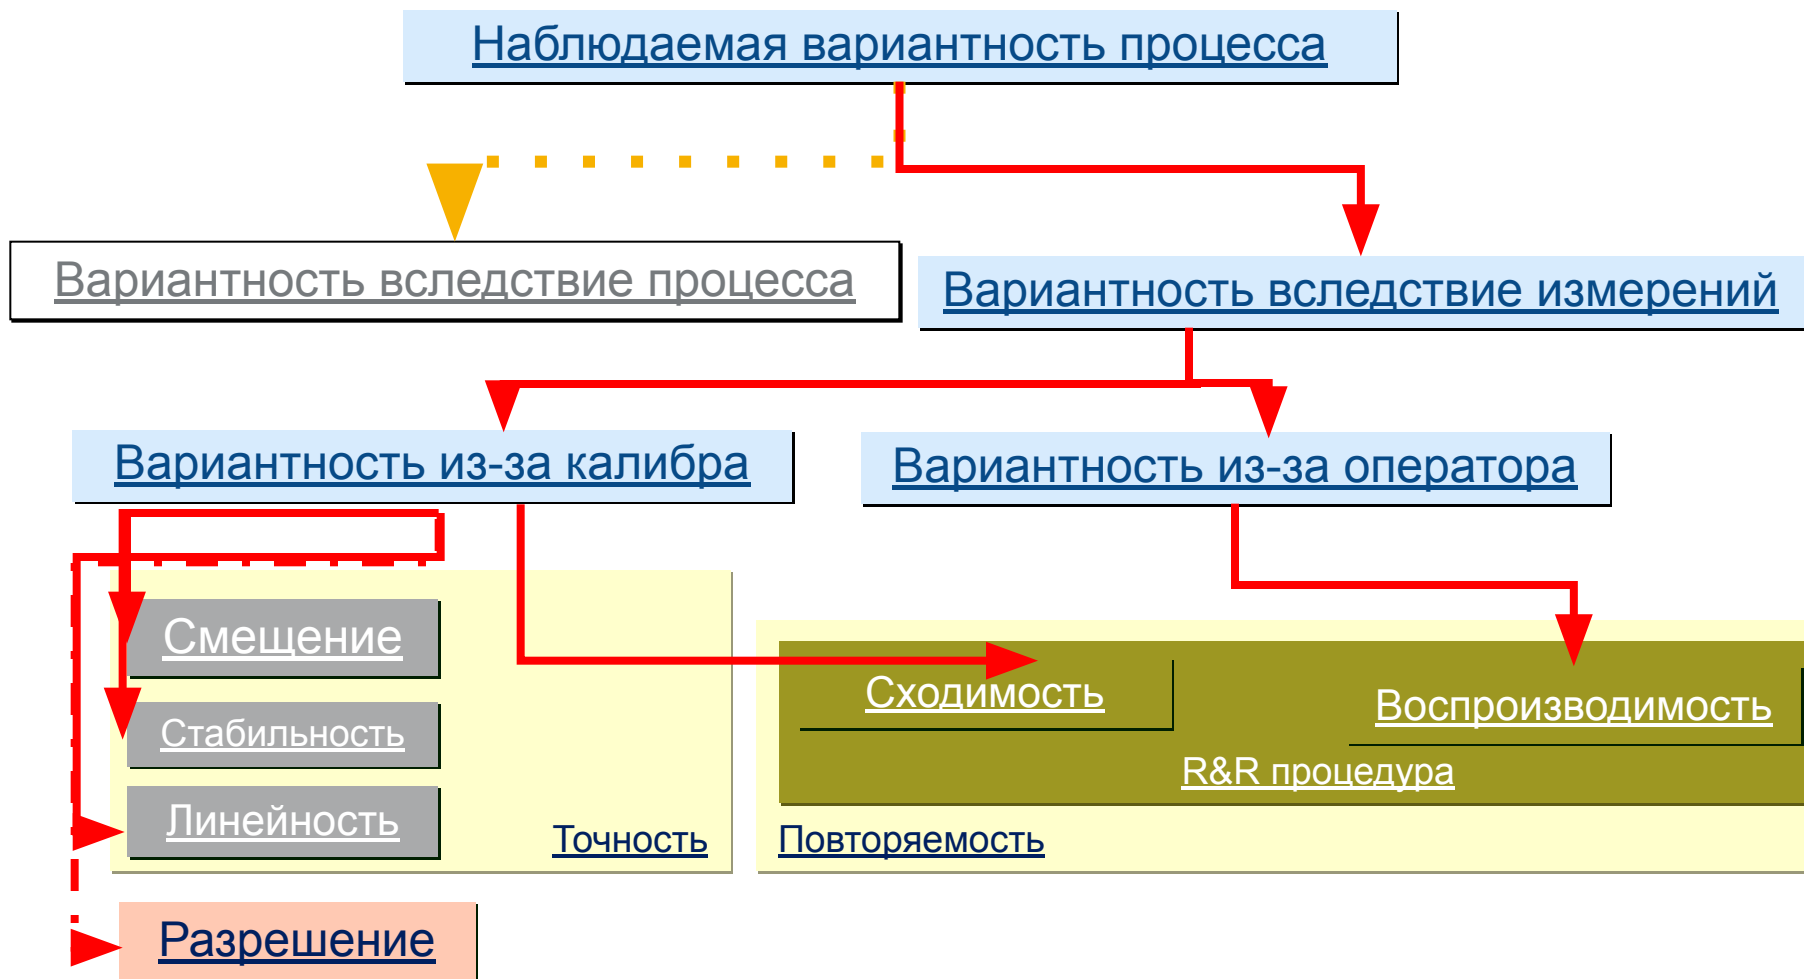 Наблюдаемая вариантность процесса
Вариантность вследствие процесса
Вариантность вследствие измерений
Вариантность из-за калибра
Вариантность из-за оператора
Смещение
Стабильность
Линейность
Точность
Сходимость
Воспроизводимость
R&R процедура
Повторяемость
Разрешение